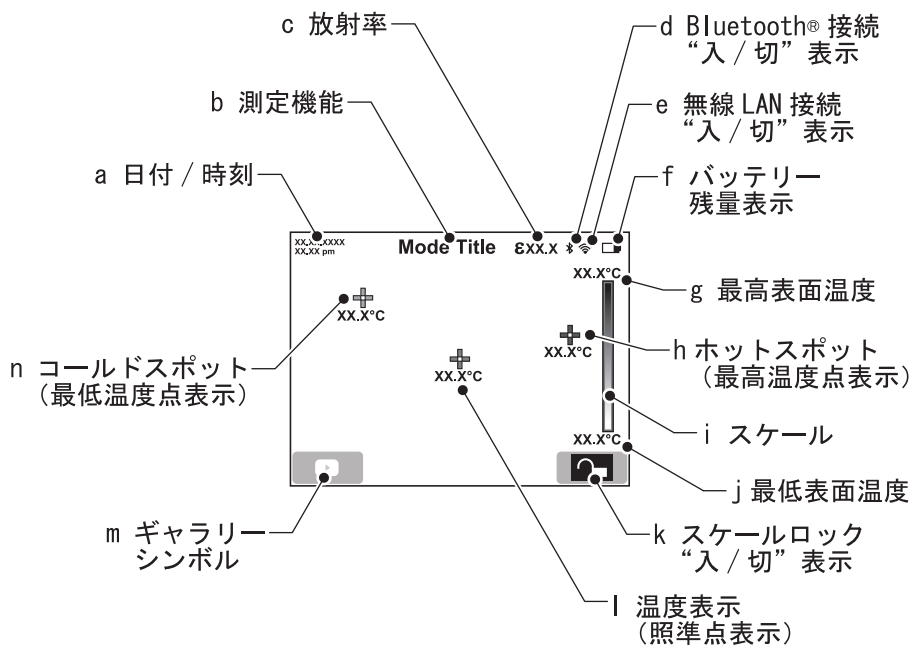 c 放射率
d Bluetooth® 接続
“入 / 切” 表示
b 測定機能
e 無線 LAN 接続
“入 / 切” 表示
a 日付 / 時刻
f バッテリー
残量表示
XX.XX.XXXX
XX.XX pm
Mode Title
εXX.X
XX.X°C
g 最高表面温度
XX.X°C
XX.X°C
h ホットスポット
（最高温度点表示）
n コールドスポット
（最低温度点表示）
XX.X°C
i スケール
XX.X°C
j 最低表面温度
m ギャラリー
シンボル
k スケールロック
“入 / 切” 表示
l 温度表示
（照準点表示）